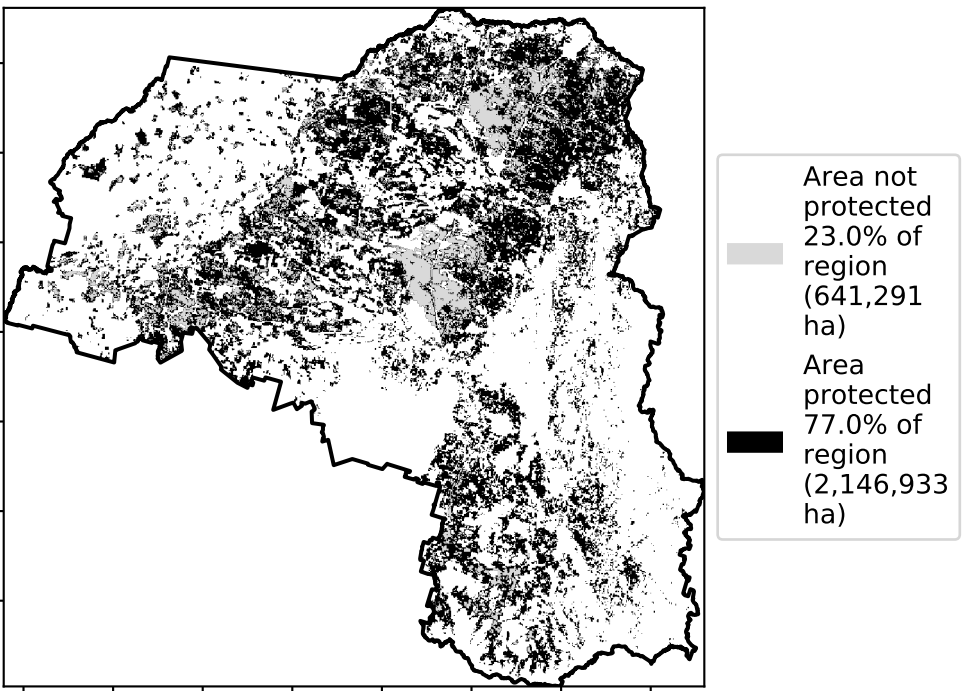 Area not
protected
23.0% of
region
(641,291
ha)
Area
protected
77.0% of
region
(2,146,933
ha)